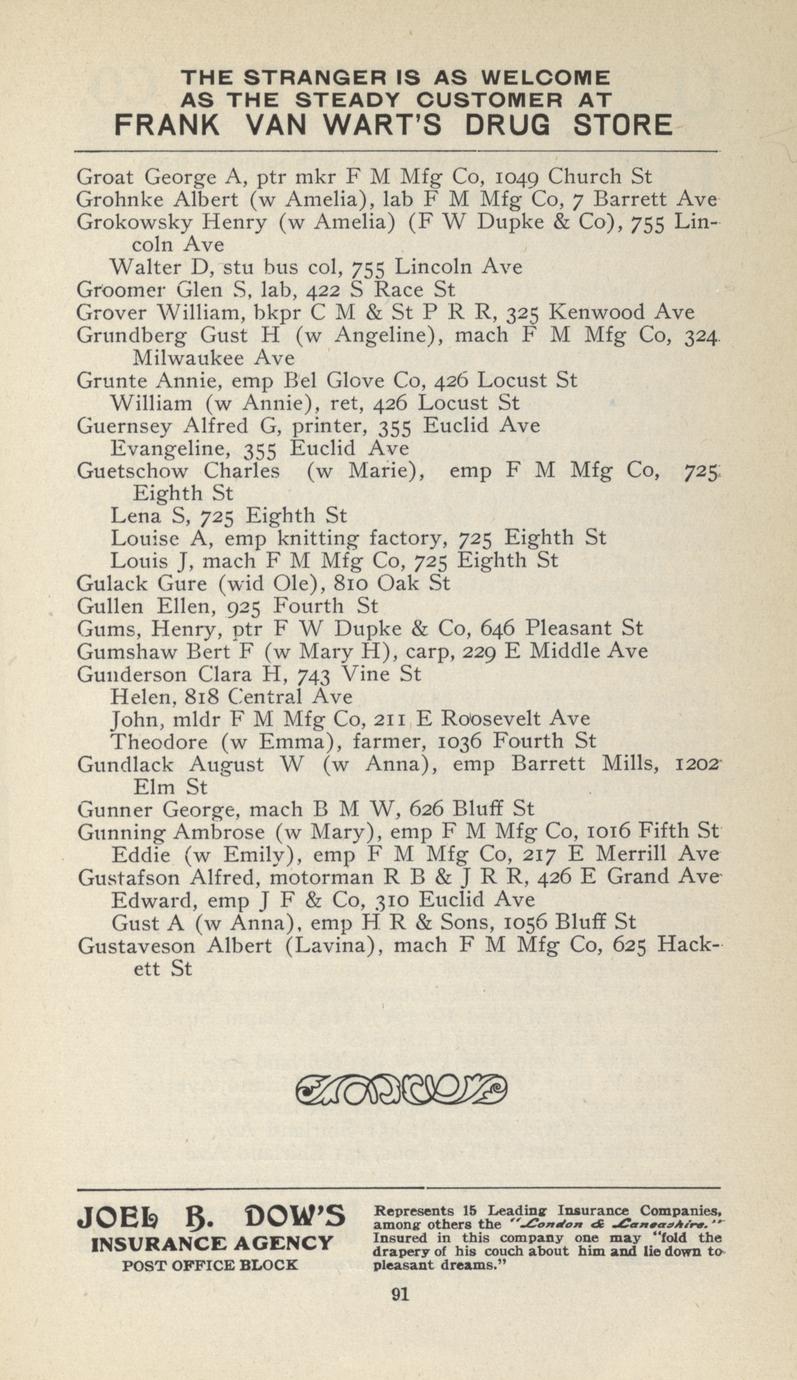 THE STRANGER IS AS WELCOME
AS THE STEADY CUSTOMER AT
FRANK VAN WART'S DRUG STORE
Groat George A, ptr mkr F M Mfg Co, 1049 Church St
Grohnke Albert (w Amelia), lab F M Mfg Co, 7 Barrett Ave
Grokowsky Henry (w Amelia) (F W Dupke & Co), 755 Lin-
coln Ave
Walter D, stu bus col, 755 Lincoln Ave
Groomer Glen S, lab, 422 S Race St
Grover William, bkpr C M & St P R R, 325 Kenwood Ave
Grundberg Gust H (w Angeline), mach F M Mfg Co, 324
Milwaukee Ave
Grunte Annie, emp Bel Glove Co, 426 Locust St
William (w Annie), ret, 426 Locust St
Guernsey Alfred G, printer, 355 Euclid Ave
Evangeline, 355 Euclid Ave
Guetschow Charles (w Marie), emp F M Mfg Co, 725
Eighth St
Lena S, 725 Eighth St
Louise A, emp knitting factory, 725 Eighth St
Louis J, mach F M Mfg Co, 725 Eighth St
Gulack Gure (wid Ole), 810 Oak St
Gullen Ellen, 925 Fourth St
Gums, Henry, ptr F W Dupke & Co, 646 Pleasant St
Gumshaw Bert F (w Mary H), carp, 229 E Middle Ave
Gunderson Clara H, 743 Vine St
Helen, 818 Central Ave
John, mldr F M Mfg Co, 211 E Roosevelt Ave
Theodore (w Emma), farmer, 1036 Fourth St
Gundlack August W (w Anna), emp Barrett Mills, 1202
Elm St
Gunner George, mach B M W, 626 Bluff St
Gunning Ambrose (w Mary), emp F M Mfg Co, 1016 Fifth St
Eddie (w Emily), emp F M Mfg Co, 217 E Merrill Ave
Gustafson Alfred, motorman R B & J R R, 426 E Grand Ave
Edward, emp J F & Co, 310 Euclid Ave
Gust A (w Anna), emp H R & Sons, 1056 Bluff St
Gustaveson Albert (Lavina), mach F M Mfg Co, 625 Hack-
ett St
JOEL B. DOW'S
INSURANCE AGENCY
POST OFFICE BLOCK
Represents 15 Leading Insurance Companies,
among others the "London & Lancashire."
Insured in this company one may "fold the
drapery of his couch about him and lie down to
pleasant dreams."
91